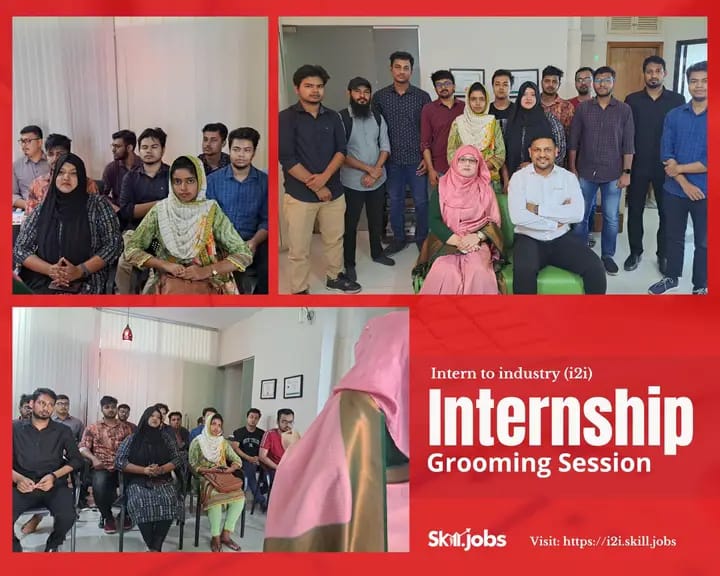 Intern to industry (i2i)
Internship
Grooming Session
Skill.jobs
Visit: https://i2i.skill.jobs